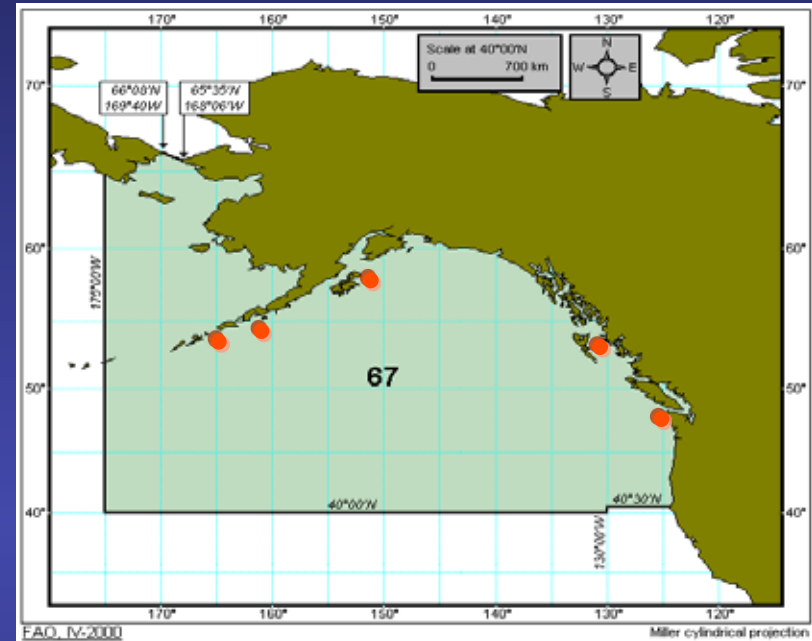 170° 160° 150° 140° 130° 120°
Scale at 40°00'N
0 700 km
N
W E
S
70° 70°
66°08'N 65°35'N
169°40'W 168°06'W
60° 60°
175°00'W
67
50° 50°
40°30'N
40° 40°00'N 40°
130°00'W
170° 160° 150° 140° 130° 120°
FAO, IV-2000 Miller cylindrical projection